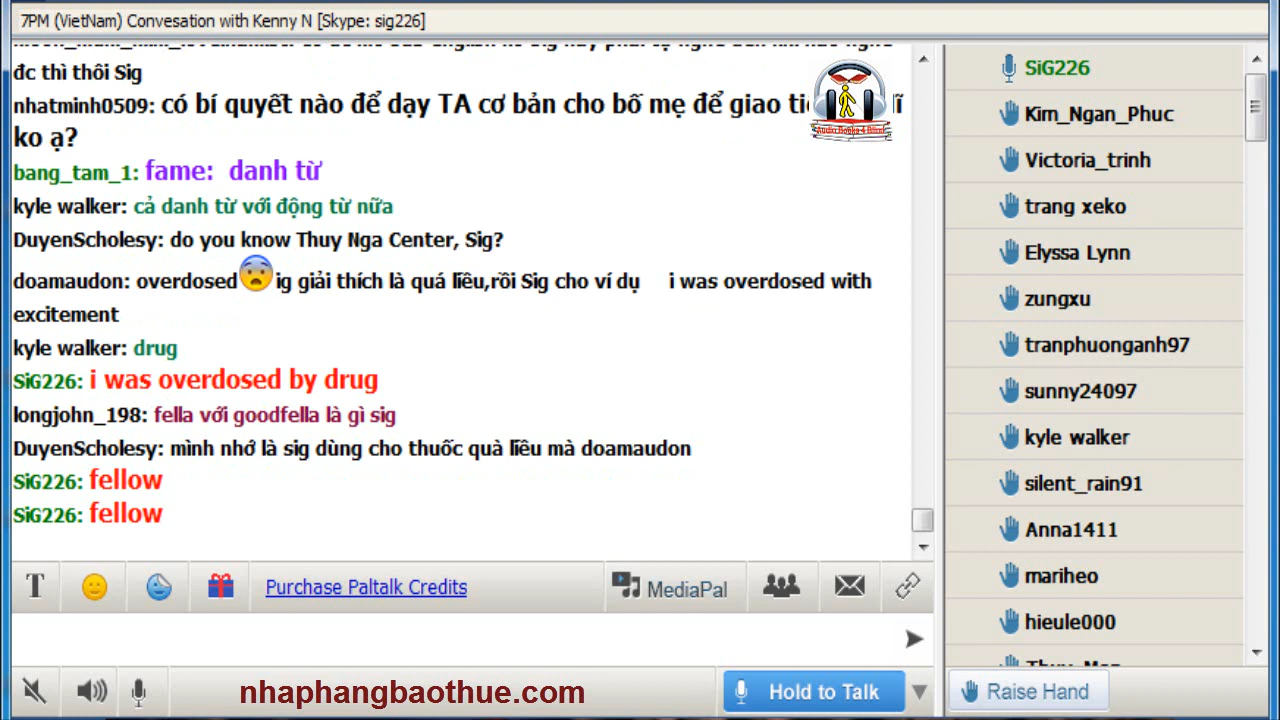 7PM (VietNam) Convesation with Kenny N [Skype: sig226]
đc thì thôi Sig
nhatminh0509: có bí quyết nào để dạy TA cơ bản cho bố mẹ để giao
ko ạ?
bang_tam_1: fame: danh từ
kyle walker: cả danh từ với động từ nữa
DuyenScholesy: do you know Thuy Nga Center, Sig?
doamaudon: overdosed ig giải thích là quá liều,rồi Sig cho ví dụ i was overdosed with
excitement
kyle walker: drug
SiG226: i was overdosed by drug
longjohn_198: fella với goodfella là gì sig
DuyenScholesy: mình nhớ là sig dùng cho thuốc quà liều mà doamaudon
SiG226: fellow
SiG226: fellow
Audio Books 4 Blind
T Purchase Paltalk Credits MediaPal
nhaphangbaothue.com Hold to Talk
SiG226
Kim_Ngan_Phuc
Victoria_trinh
trang xeko
Elyssa Lynn
zungxu
tranphuonganh97
sunny24097
kyle walker
silent_rain91
Anna1411
mariheo
hieule000
Raise Hand